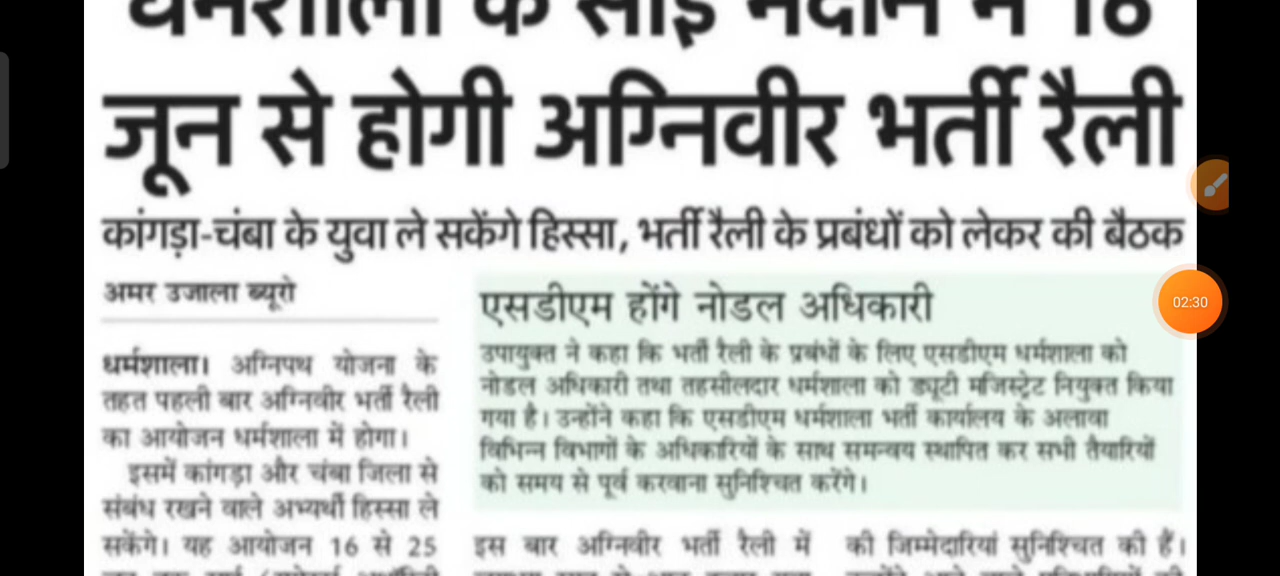 धर्मशाला के साई मैदान में 18
जून से होगी अग्निवीर भर्ती रैली
कांगड़ा-चंबा के युवा ले सकेंगे हिस्सा, भर्ती रैली के प्रबंधों को लेकर की बैठक
अमर उजाला ब्यूरो
धर्मशाला। अग्निपथ योजना के
तहत पहली बार अग्निवीर भर्ती रैली
का आयोजन धर्मशाला में होगा।
इसमें कांगड़ा और चंबा जिला से
संबंध रखने वाले अभ्यर्थी हिस्सा ले
सकेंगे। यह आयोजन 16 से 25
एसडीएम होंगे नोडल अधिकारी
उपायुक्त ने कहा कि भर्ती रैली के प्रबंधों के लिए एसडीएम धर्मशाला को
नोडल अधिकारी तथा तहसीलदार धर्मशाला को ड्यूटी मजिस्ट्रेट नियुक्त किया
गया है। उन्होंने कहा कि एसडीएम धर्मशाला भर्ती कार्यालय के अलावा
विभिन्न विभागों के अधिकारियों के साथ समन्वय स्थापित कर सभी तैयारियों
को समय से पूर्व करवाना सुनिश्चित करेंगे।
इस बार अग्निवीर भर्ती रैली में
की जिम्मेदारियां सुनिश्चित की हैं।
02:30